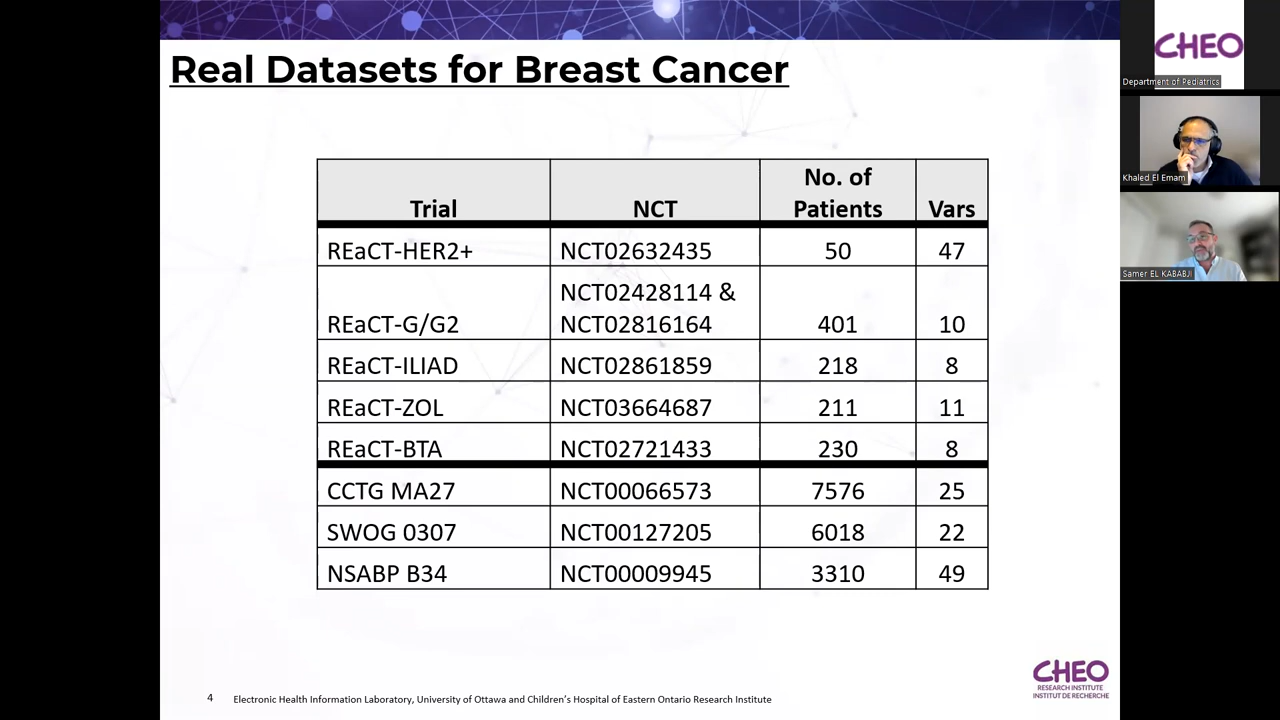 Real Datasets for Breast Cancer
Trial NCT No. of Patients Vars
REaCT-HER2+ NCT02632435 50 47
REaCT-G/G2 NCT02428114 & NCT02816164 401 10
REaCT-ILIAD NCT02861859 218 8
REaCT-ZOL NCT03664687 211 11
REaCT-BTA NCT02721433 230 8
CCTG MA27 NCT00066573 7576 25
SWOG 0307 NCT00127205 6018 22
NSABP B34 NCT00009945 3310 49
4 Electronic Health Information Laboratory, University of Ottawa and Children's Hospital of Eastern Ontario Research Institute
CHEO
RESEARCH INSTITUTE
INSTITUT DE RECHERCHE
CHEO
Department of Pediatrics
Khaled El Emam
Samer EL KABABJI